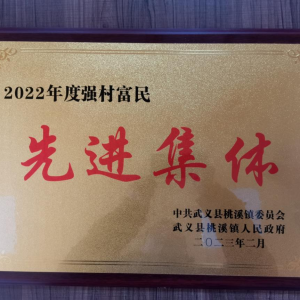 2022年度强村富民
先进集体
中共武义县桃溪镇委员会
武义县桃溪镇人民政府
二〇二三年二月